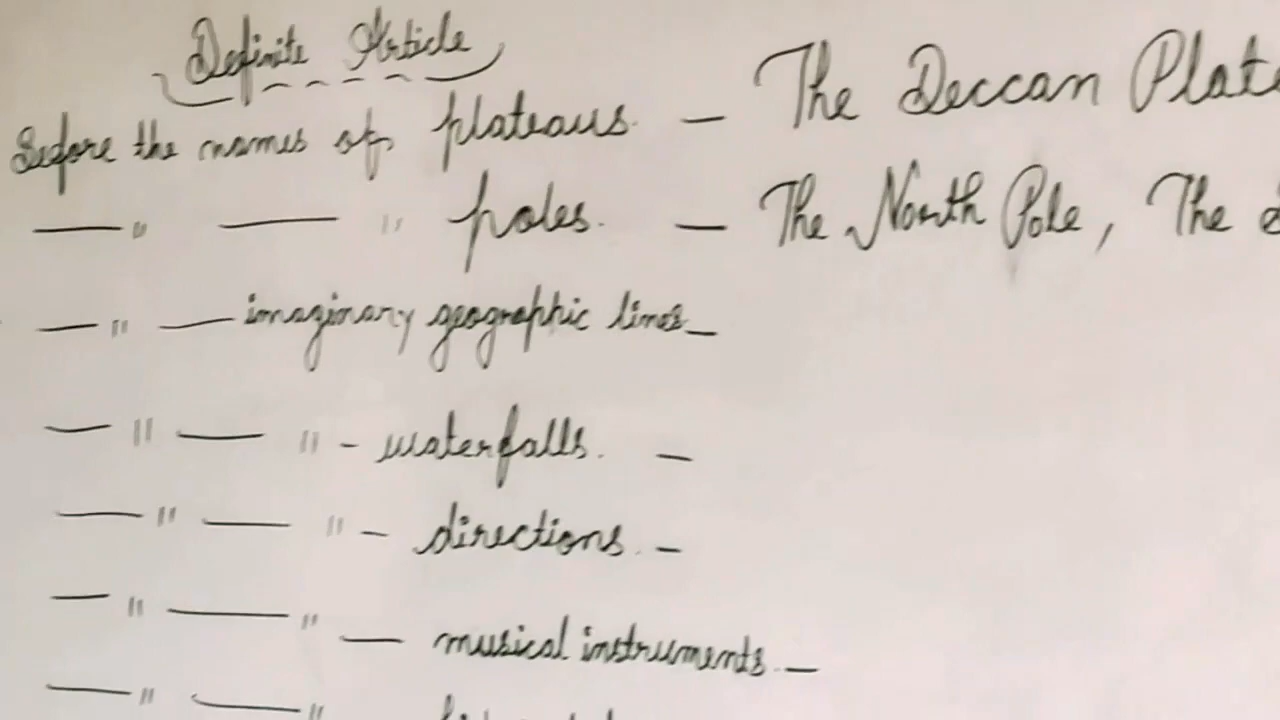 Definite Article
Before the names of plateaus. — The Deccan Plat
— " — " poles. — The North Pole, The
— " — imaginary geographic lines —
— " — " - waterfalls. —
— " — " - directions. —
— " — " — musical instruments. —
— " — "